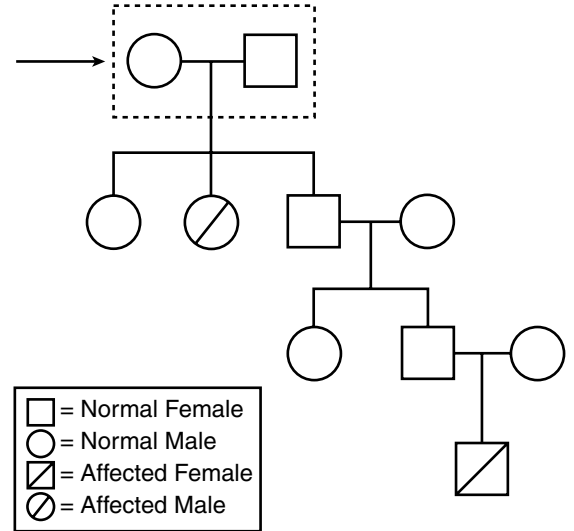 = Normal Female
= Normal Male
= Affected Female
= Affected Male